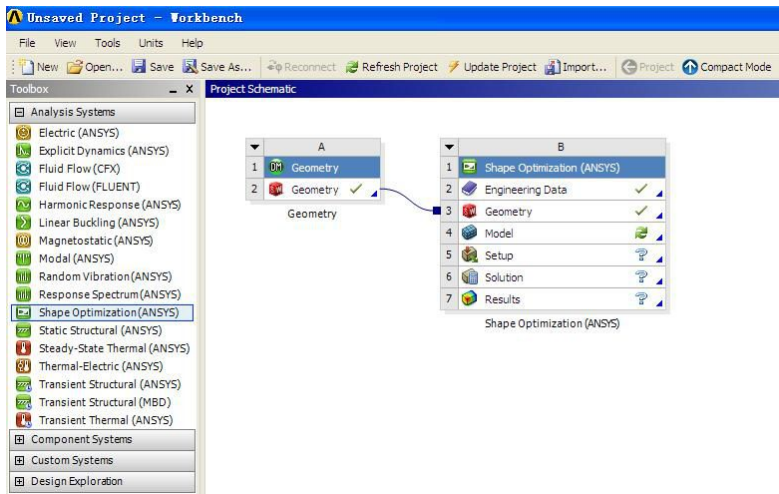 Unsaved Project - Workbench
File View Tools Units Help
New Open... Save Save As... Reconnect Refresh Project Update Project Import... Project Compact Mode
Toolbox
Project Schematic
Analysis Systems
Electric (ANSYS)
Explicit Dynamics (ANSYS)
Fluid Flow(CFX)
Fluid Flow(FLUENT)
Harmonic Response (ANSYS)
Linear Buckling (ANSYS)
Magnetostatic(ANSYS)
Modal (ANSYS)
Random Vibration(ANSYS)
Response Spectrum(ANSYS)
Shape Optimization(ANSYS)
Static Structural (ANSYS)
Steady-State Thermal (ANSYS)
Thermal-Electric (ANSYS)
Transient Structural (ANSYS)
Transient Structural (MBD)
Transient Thermal (ANSYS)
Component Systems
Custom Systems
Design Exploration
A
1 Geometry
2 Geometry
Geometry
B
1 Shape Optimization (ANSYS)
2 Engineering Data
3 Geometry
4 Model
5 Setup
6 Solution
7 Results
Shape Optimization (ANSYS)